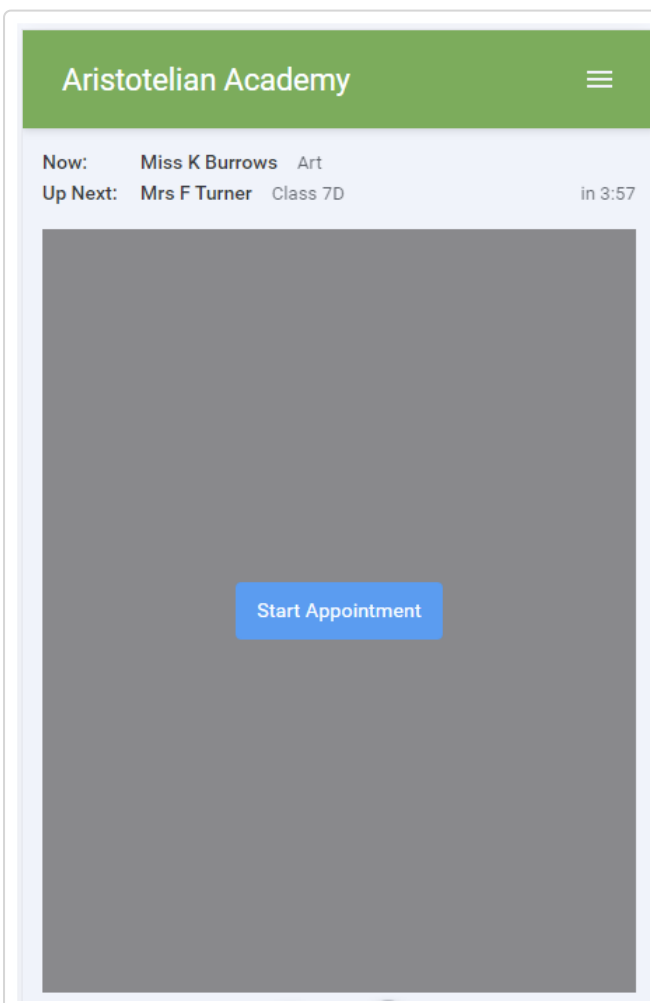 Aristotelian Academy
Now: Miss K Burrows Art
Up Next: Mrs F Turner Class 7D in 3:57
Start Appointment